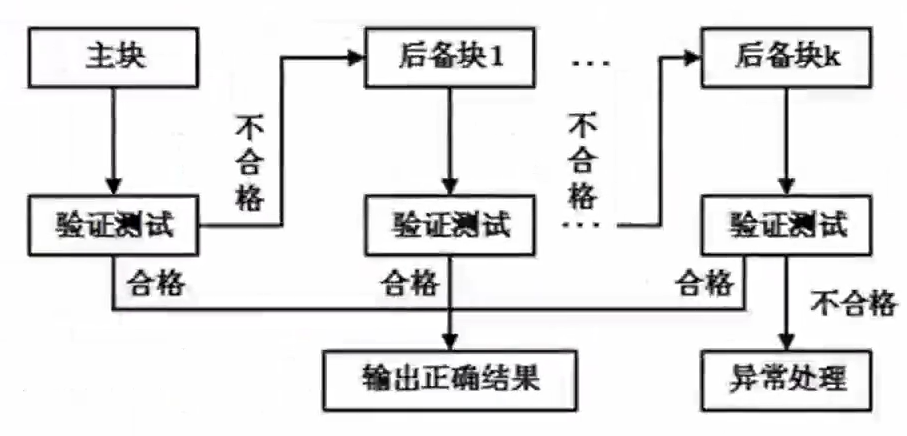 主块
后备块1
...
后备块k
不合格
不合格
验证测试
验证测试
...
验证测试
合格
合格
合格
不合格
输出正确结果
异常处理